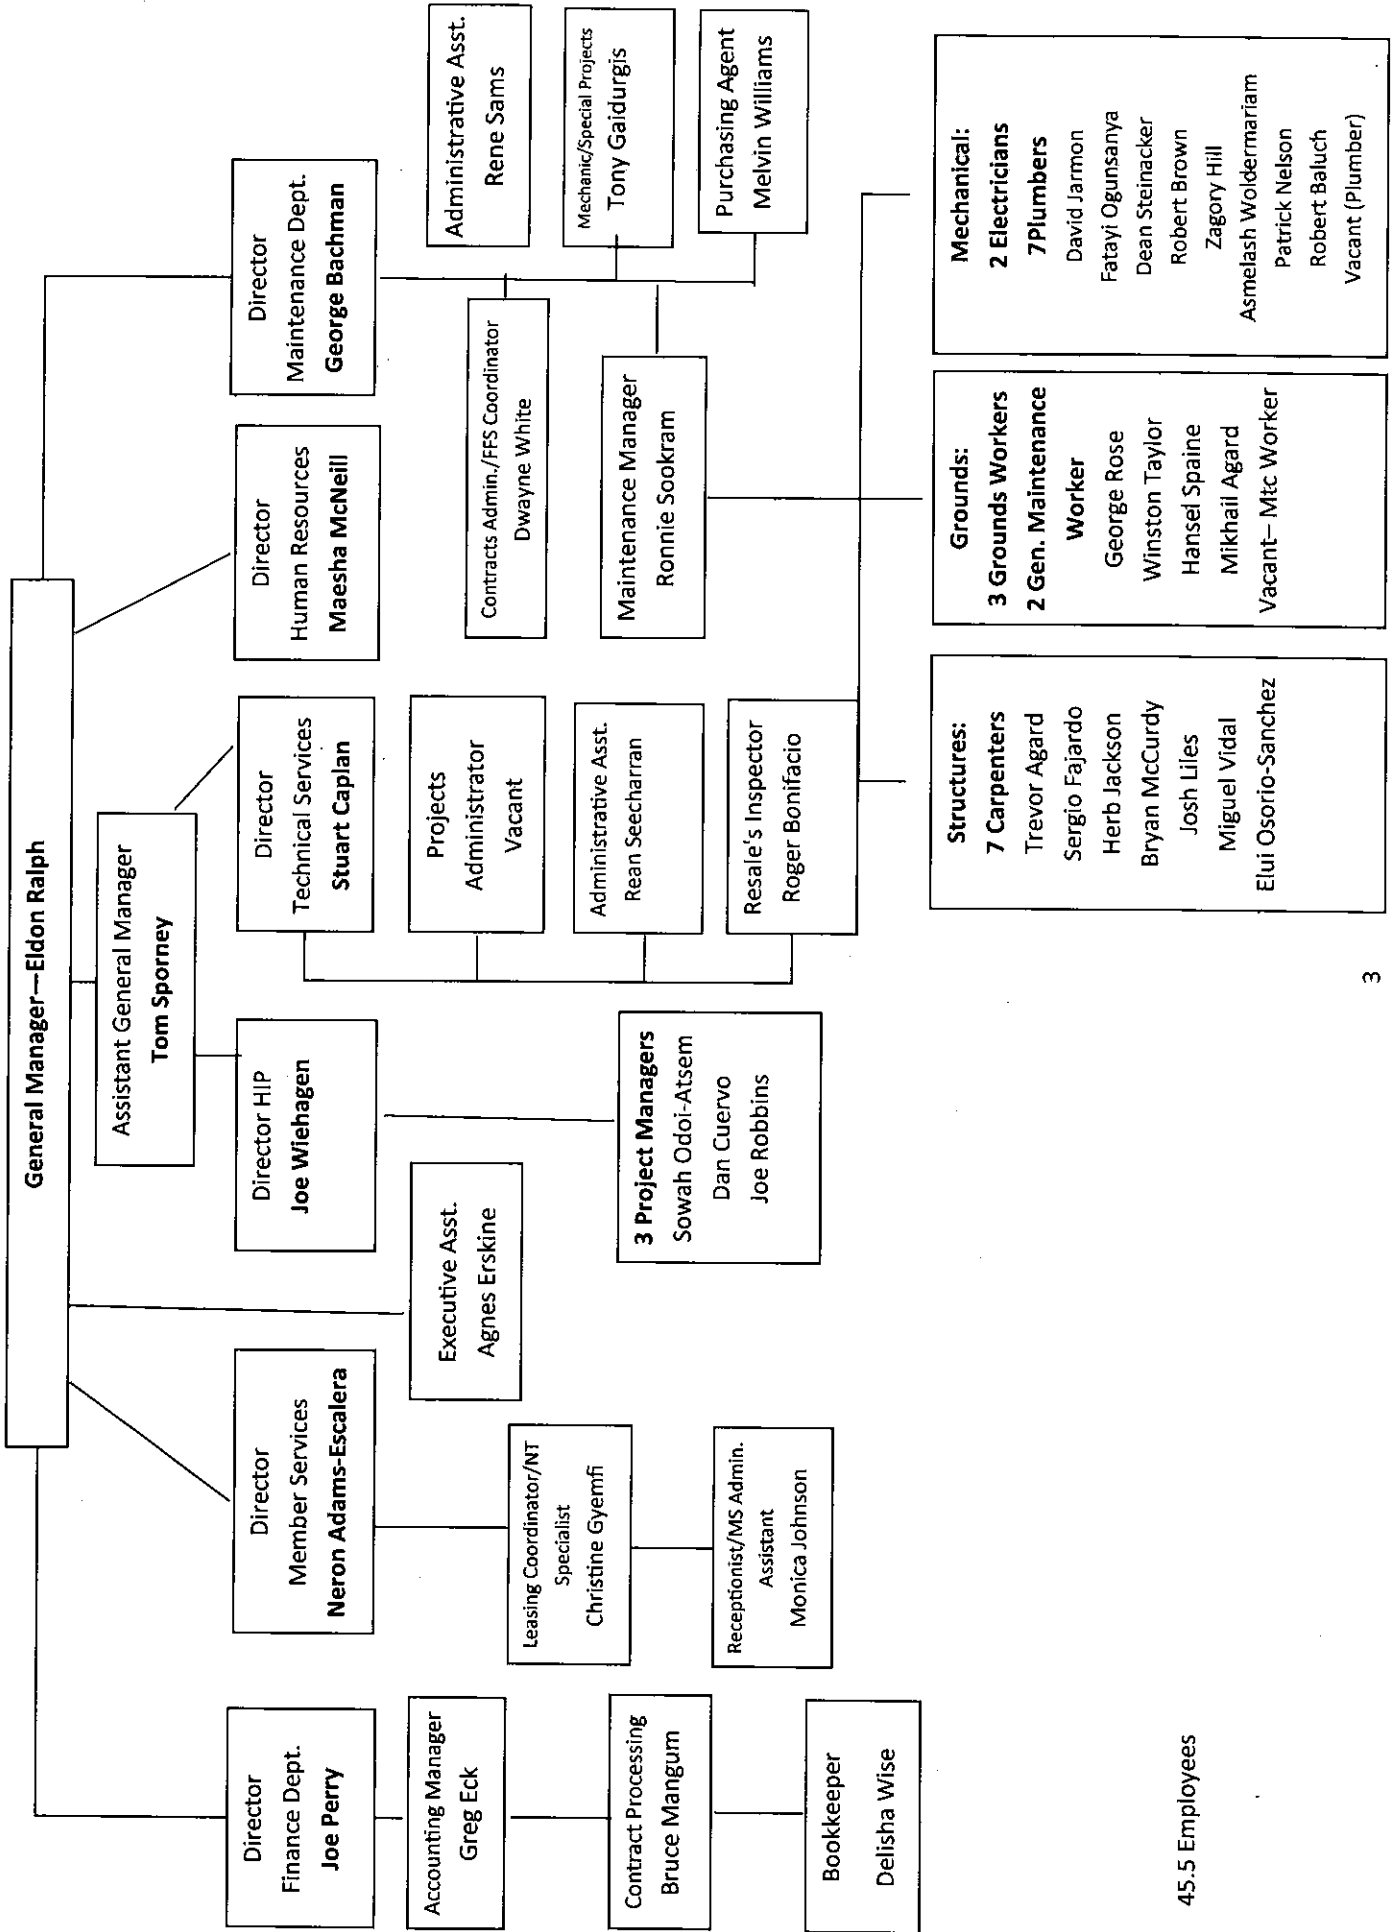 General Manager—Eldon Ralph
Assistant General Manager
Tom Sporney
Director
Finance Dept.
Joe Perry
Accounting Manager
Greg Eck
Contract Processing
Bruce Mangum
Bookkeeper
Delisha Wise
Director
Member Services
Neron Adams-Escalera
Leasing Coordinator/NT
Specialist
Christine Gyemfi
Receptionist/MS Admin.
Assistant
Monica Johnson
Executive Asst.
Agnes Erskine
Director HIP
Joe Wiehagen
3 Project Managers
Sowah Odoi-Atsem
Dan Cuervo
Joe Robbins
Director
Technical Services
Stuart Caplan
Projects
Administrator
Vacant
Administrative Asst.
Rean Seecharran
Resale's Inspector
Roger Bonifacio
Director
Human Resources
Maesha McNeill
Director
Maintenance Dept.
George Bachman
Administrative Asst.
Rene Sams
Mechanic/Special Projects
Tony Gaidurgis
Purchasing Agent
Melvin Williams
Contracts Admin./FFS Coordinator
Dwayne White
Maintenance Manager
Ronnie Sookram
Structures:
7 Carpenters
Trevor Agard
Sergio Fajardo
Herb Jackson
Bryan McCurdy
Josh Liles
Miguel Vidal
Elui Osorio-Sanchez
Grounds:
3 Grounds Workers
2 Gen. Maintenance
Worker
George Rose
Winston Taylor
Hansel Spaine
Mikhail Agard
Vacant– Mtc Worker
Mechanical:
2 Electricians
7Plumbers
David Jarmon
Fatayi Ogunsanya
Dean Steinacker
Robert Brown
Zagory Hill
Asmelash Woldermariam
Patrick Nelson
Robert Baluch
Vacant (Plumber)
45.5 Employees
3